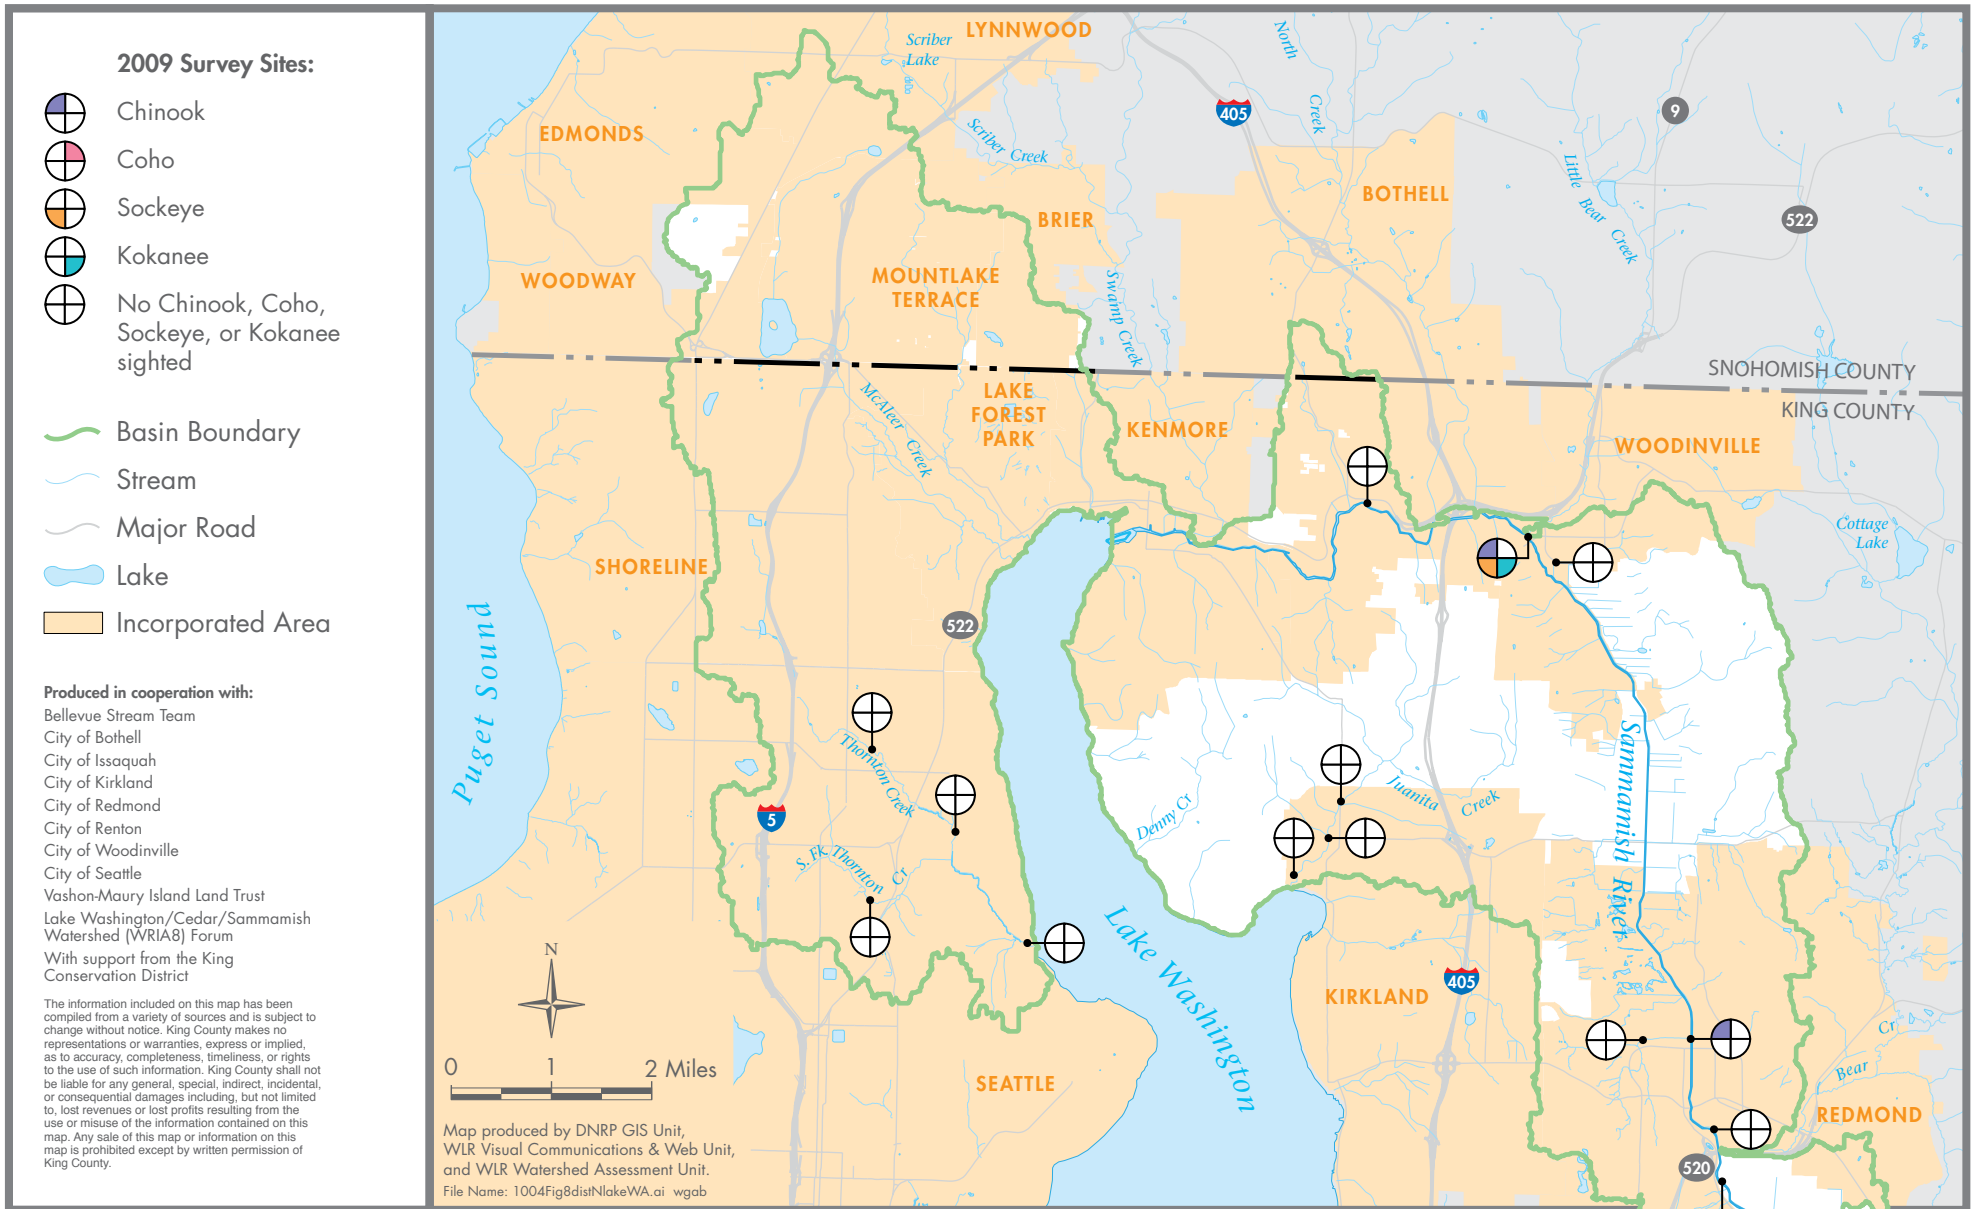 2009 Survey Sites:
Chinook
Coho
Sockeye
Kokanee
No Chinook, Coho,
Sockeye, or Kokanee
sighted
Basin Boundary
Stream
Major Road
Lake
Incorporated Area
Produced in cooperation with:
Bellevue Stream Team
City of Bothell
City of Issaquah
City of Kirkland
City of Redmond
City of Renton
City of Woodinville
City of Seattle
Vashon-Maury Island Land Trust
Lake Washington/Cedar/Sammamish
Watershed (WRIA8) Forum
With support from the King
Conservation District
The information included on this map has been
compiled from a variety of sources and is subject to
change without notice. King County makes no
representations or warranties, express or implied,
as to accuracy, completeness, timeliness, or rights
to the use of such information. King County shall not
be liable for any general, special, indirect, incidental,
or consequential damages including, but not limited
to, lost revenues or lost profits resulting from the
use or misuse of the information contained on this
map. Any sale of this map or information on this
map is prohibited except by written permission of
King County.
LYNNWOOD
Scriber
Lake
North
Creek
405
9
EDMONDS
Scriber Creek
Little Bear Creek
BOTHELL
BRIER
522
WOODWAY
MOUNTLAKE
TERRACE
Swamp Creek
SNOHOMISH COUNTY
KING COUNTY
McAleer Creek
LAKE
FOREST
PARK
KENMORE
WOODINVILLE
Cottage
Lake
SHORELINE
522
Puget Sound
Thornton Creek
5
S. Fk. Thornton Cr
Denny Cr
Juanita Creek
Sammamish River
Lake Washington
KIRKLAND
405
N
0 1 2 Miles
SEATTLE
Bear Cr
REDMOND
520
Map produced by DNRP GIS Unit,
WLR Visual Communications & Web Unit,
and WLR Watershed Assessment Unit.
File Name: 1004Fig8distNlakeWA.ai wgab